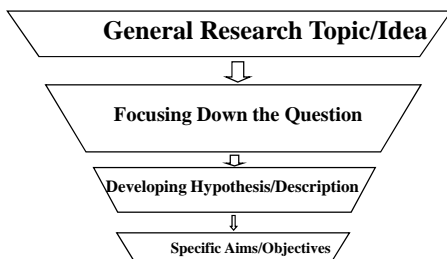 General Research Topic/Idea
Focusing Down the Question
Developing Hypothesis/Description
Specific Aims/Objectives